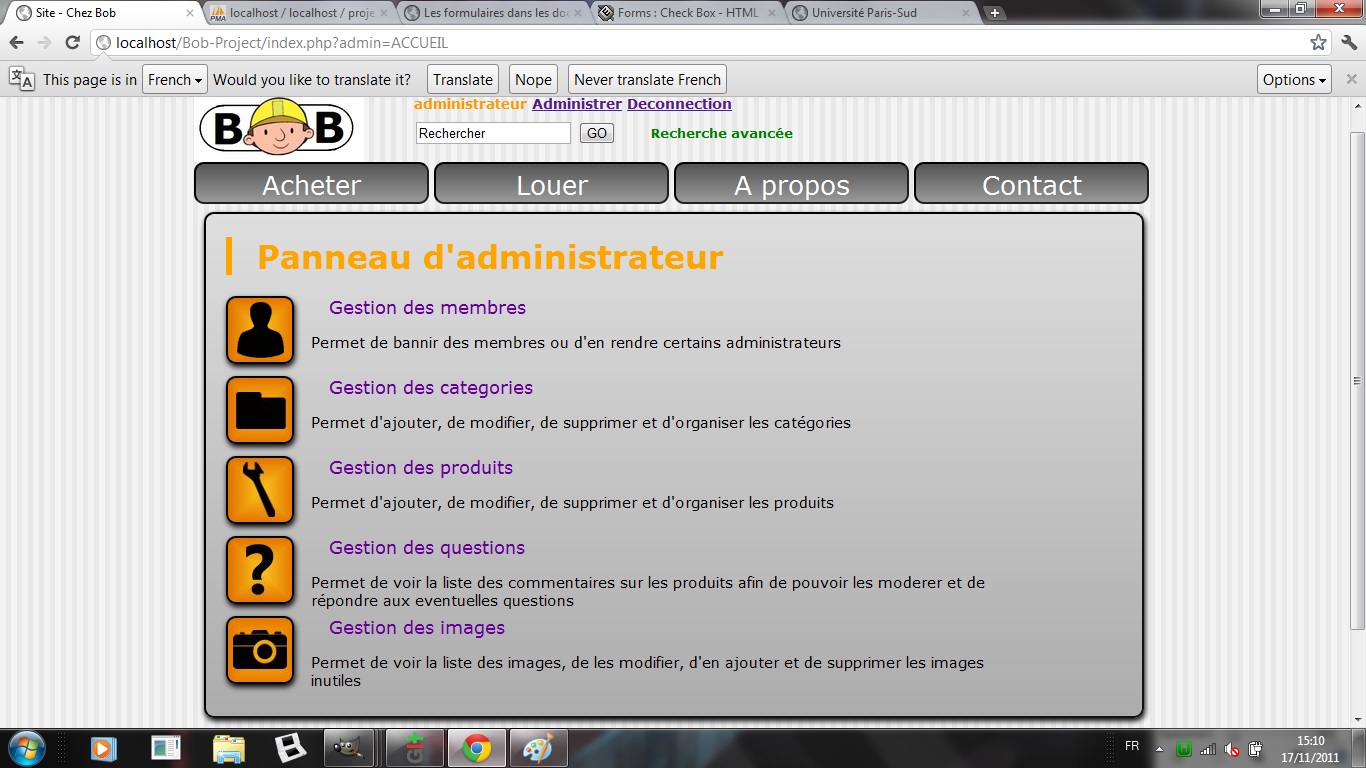 Site - Chez Bob
localhost / localhost / proje
Les formulaires dans les do
Forms : Check Box - HTML
Université Paris-Sud
localhost/Bob-Project/index.php?admin=ACCUEIL
This page is in French Would you like to translate it? Translate Nope Never translate French Options
B B
administrateur Administrer Deconnection
Rechercher GO Recherche avancée
Acheter Louer A propos Contact
Panneau d'administrateur
Gestion des membres
Permet de bannir des membres ou d'en rendre certains administrateurs
Gestion des categories
Permet d'ajouter, de modifier, de supprimer et d'organiser les catégories
Gestion des produits
Permet d'ajouter, de modifier, de supprimer et d'organiser les produits
?
Gestion des questions
Permet de voir la liste des commentaires sur les produits afin de pouvoir les moderer et de
répondre aux eventuelles questions
Gestion des images
Permet de voir la liste des images, de les modifier, d'en ajouter et de supprimer les images
inutiles
FR
15:10
17/11/2011